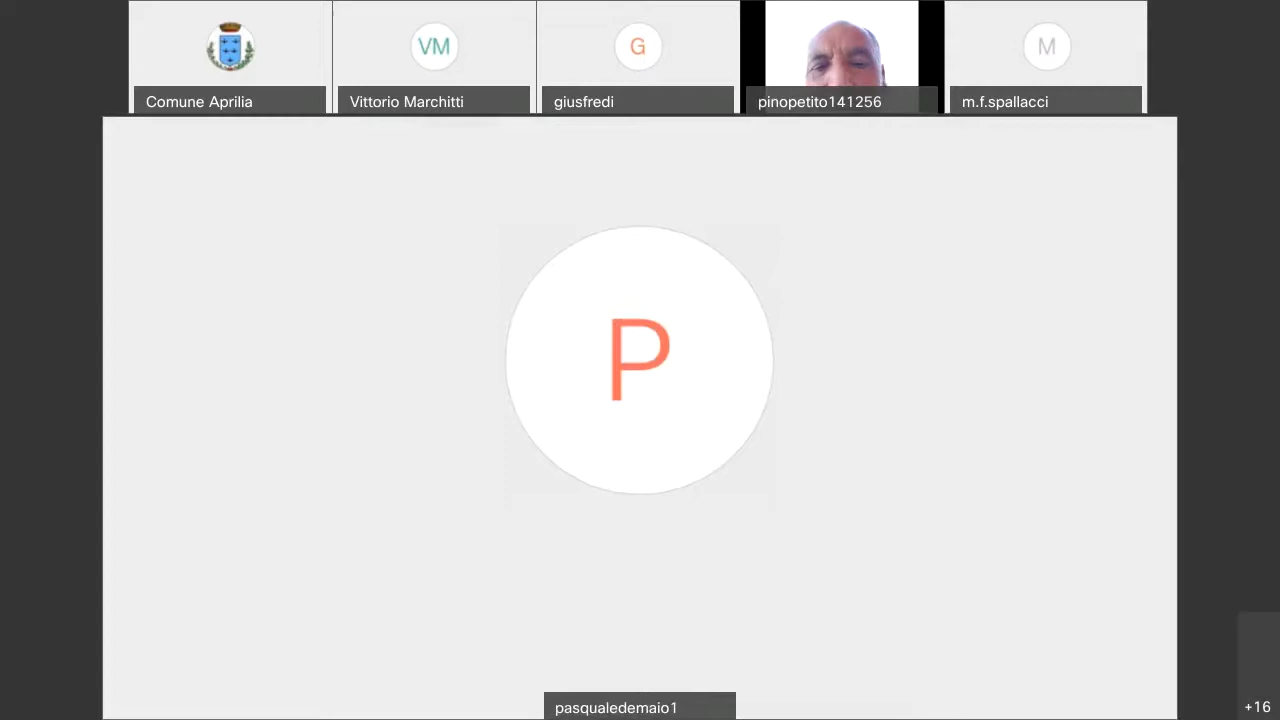 VM
G
M
Comune Aprilia
Vittorio Marchitti
giusfredi
pinopetito141256
m.f.spallacci
P
pasqualedemaio1
+16